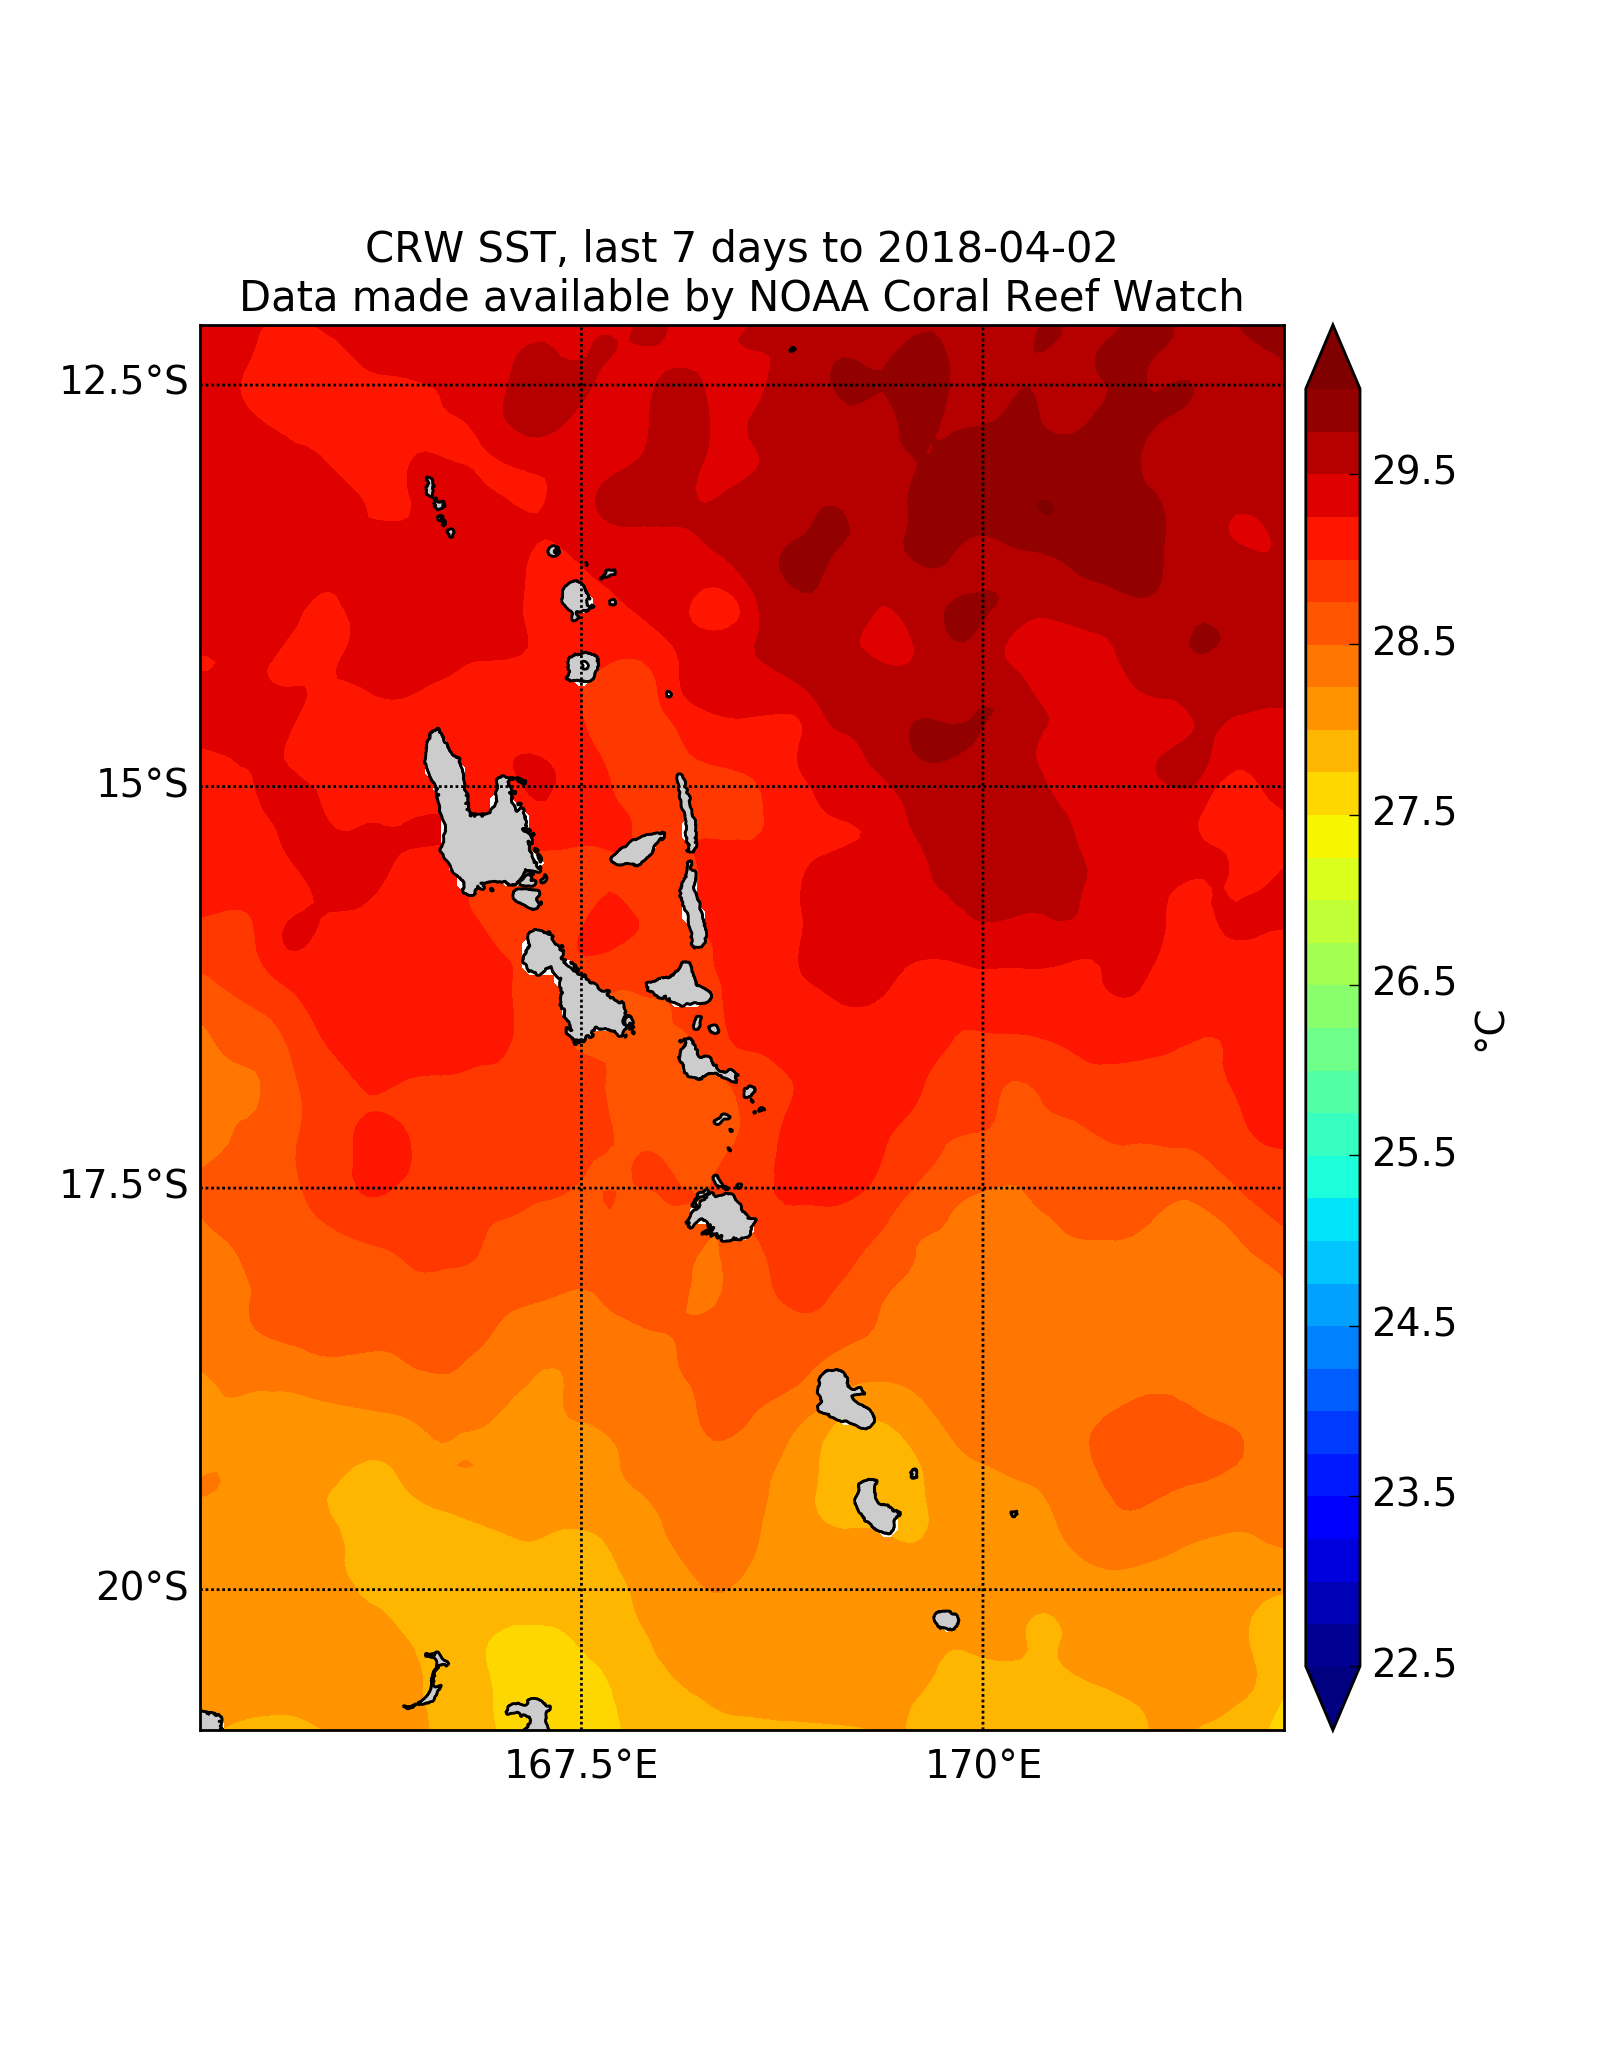 CRW SST, last 7 days to 2018-04-02
Data made available by NOAA Coral Reef Watch
12.5°S
15°S
17.5°S
20°S
167.5°E
170°E
29.5
28.5
27.5
26.5
25.5
24.5
23.5
22.5
°C